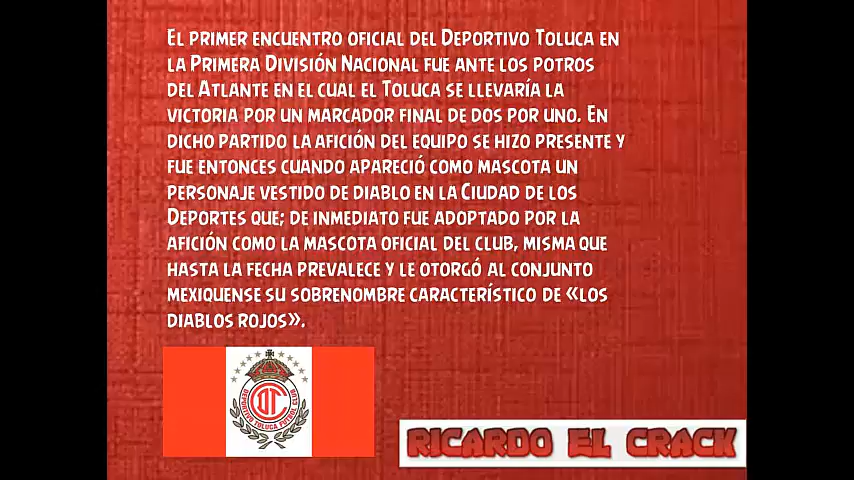 El primer encuentro oficial del Deportivo Toluca en
la Primera División Nacional fue ante los potros
del Atlante en el cual el Toluca se llevaría la
victoria por un marcador final de dos por uno. En
dicho partido la afición del equipo se hizo presente y
fue entonces cuando apareció como mascota un
personaje vestido de diablo en la Ciudad de los
Deportes que; de inmediato fue adoptado por la
afición como la mascota oficial del club, misma que
hasta la fecha prevalece y le otorgó al conjunto
mexiquense su sobrenombre característico de «los
diablos rojos».
DEPORTIVO TOLUCA FUTBOL CLUB
RICARDO EL CRACK